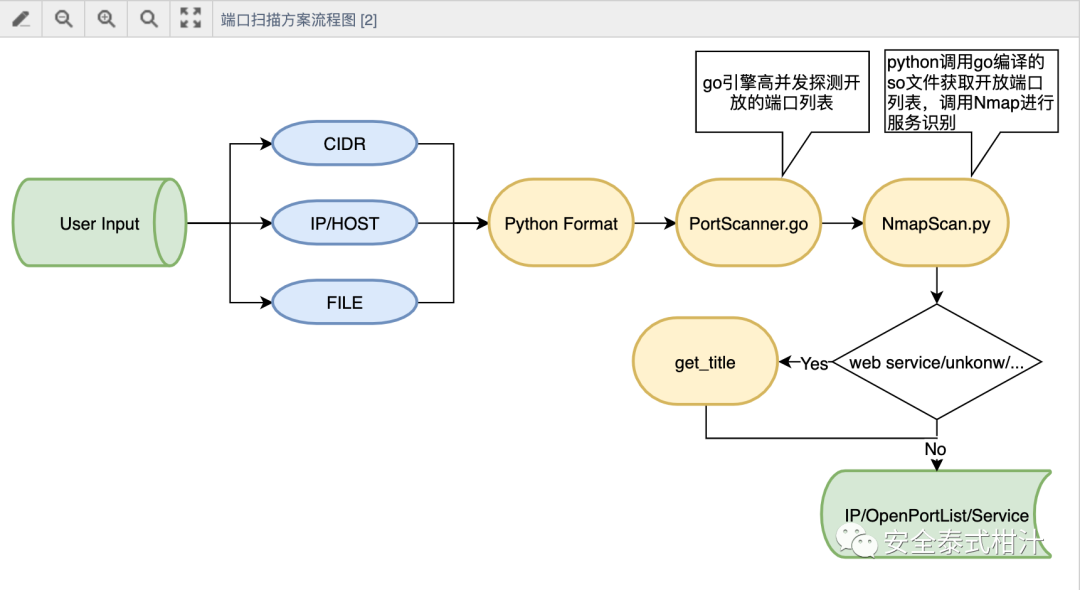 端口扫描方案流程图 [2]
go引擎高并发探测开
放的端口列表
python调用go编译的
so文件获取开放端口
列表，调用Nmap进行
服务识别
CIDR
User Input
IP/HOST
Python Format
PortScanner.go
NmapScan.py
FILE
get_title
Yes
web service/unkonw/...
No
IP/OpenPortList/Service
安全泰式柑汁